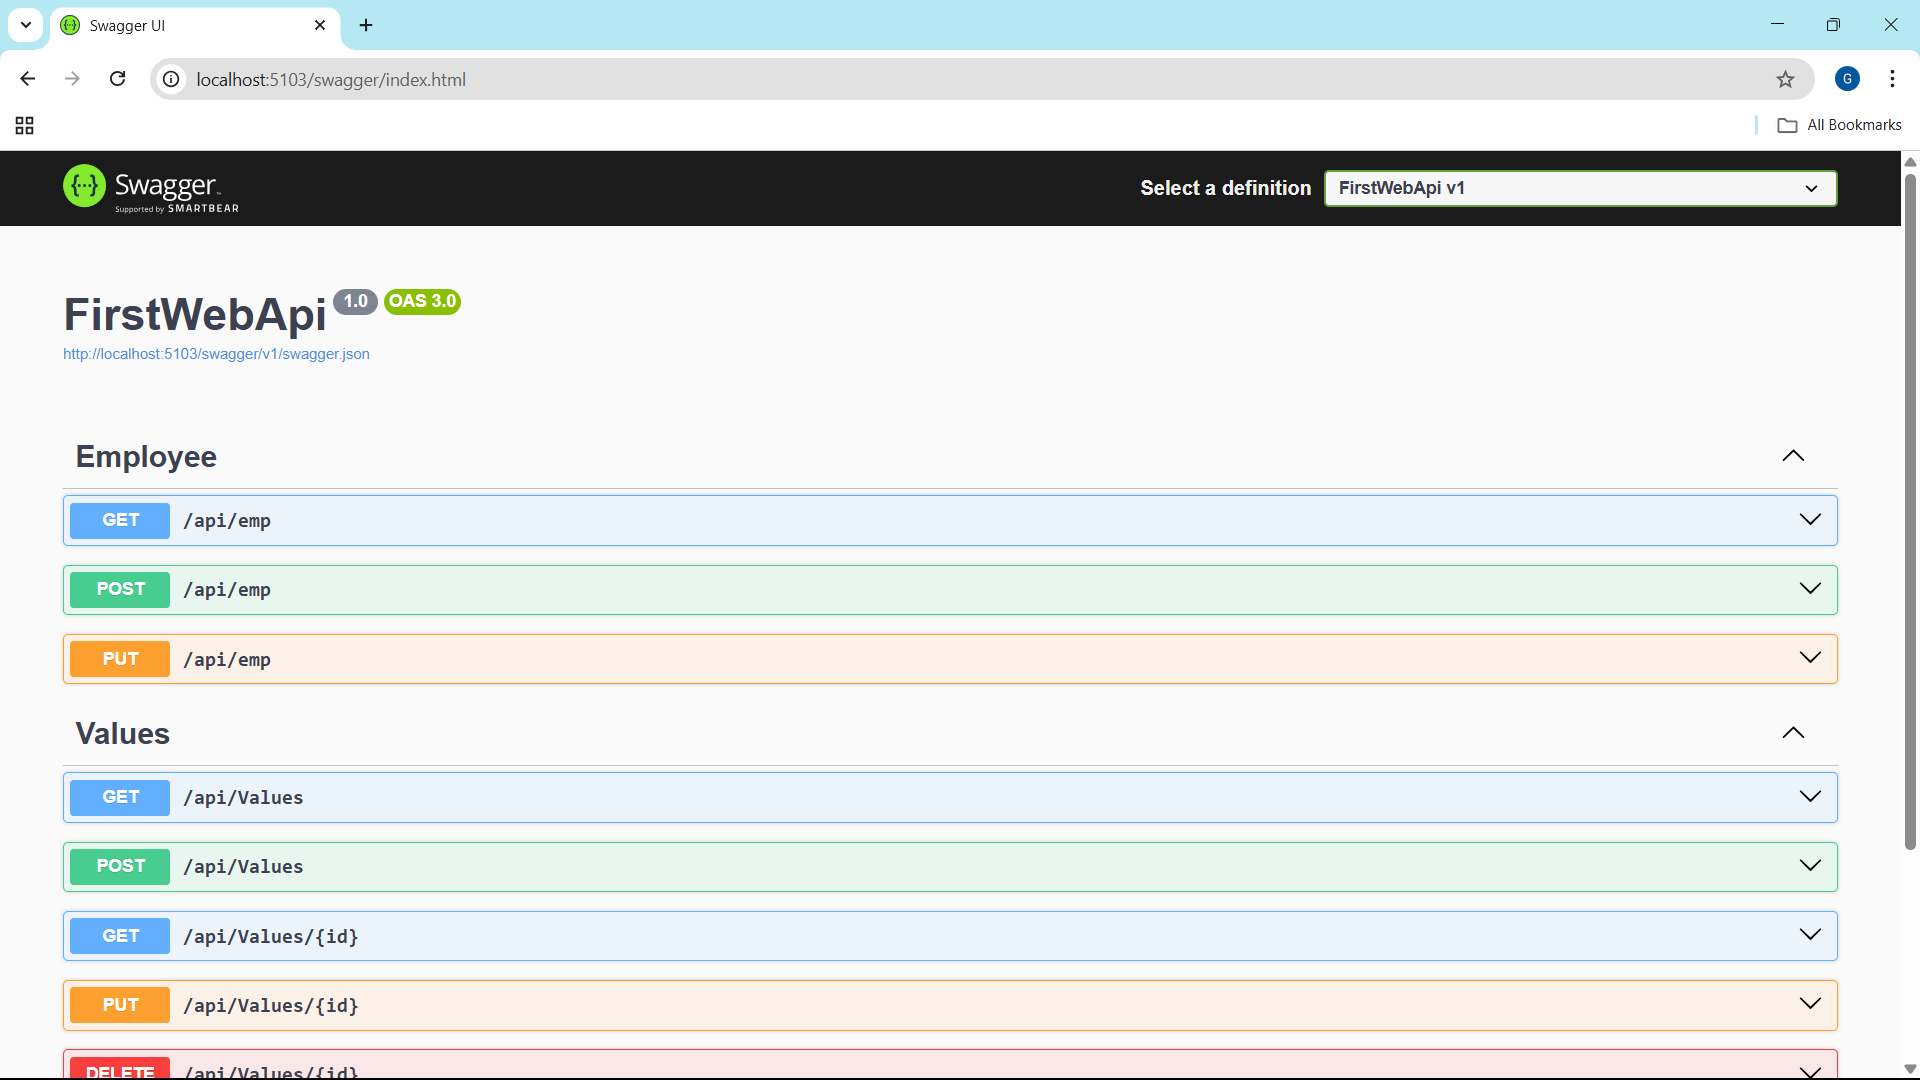 Swagger UI
localhost:5103/swagger/index.html
G
All Bookmarks
{···} Swagger™
Supported by SMARTBEAR
Select a definition
FirstWebApi v1
FirstWebApi 1.0 OAS 3.0
http://localhost:5103/swagger/v1/swagger.json
Employee
GET /api/emp
POST /api/emp
PUT /api/emp
Values
GET /api/Values
POST /api/Values
GET /api/Values/{id}
PUT /api/Values/{id}
DELETE /api/Values/{id}